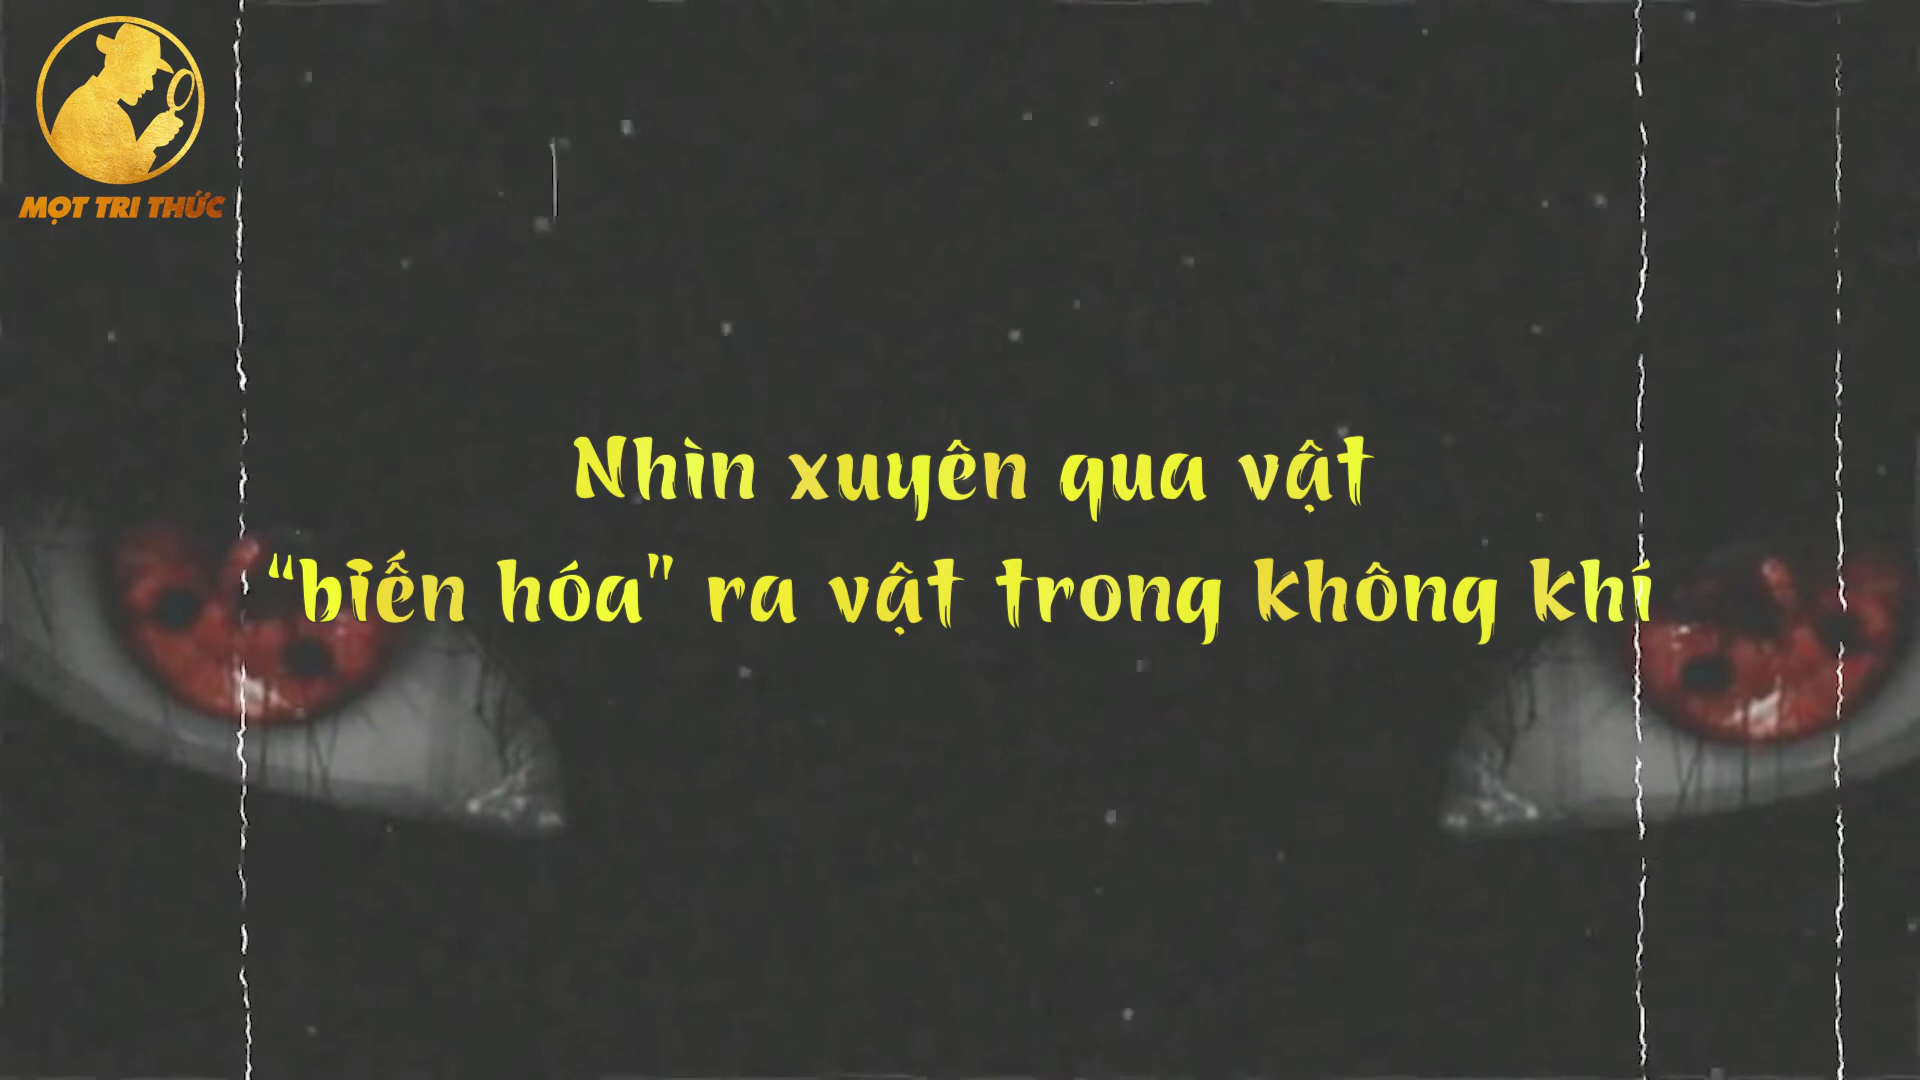 MỌT TRI THỨC
Nhìn xuyên qua vật
“biến hóa" ra vật trong không khí